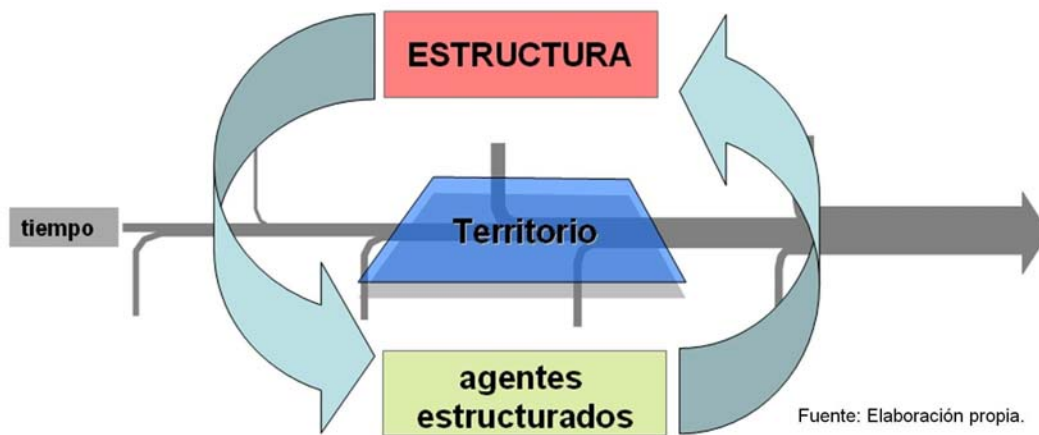 ESTRUCTURA
tiempo
Territorio
agentes
estructurados
Fuente: Elaboración propia.